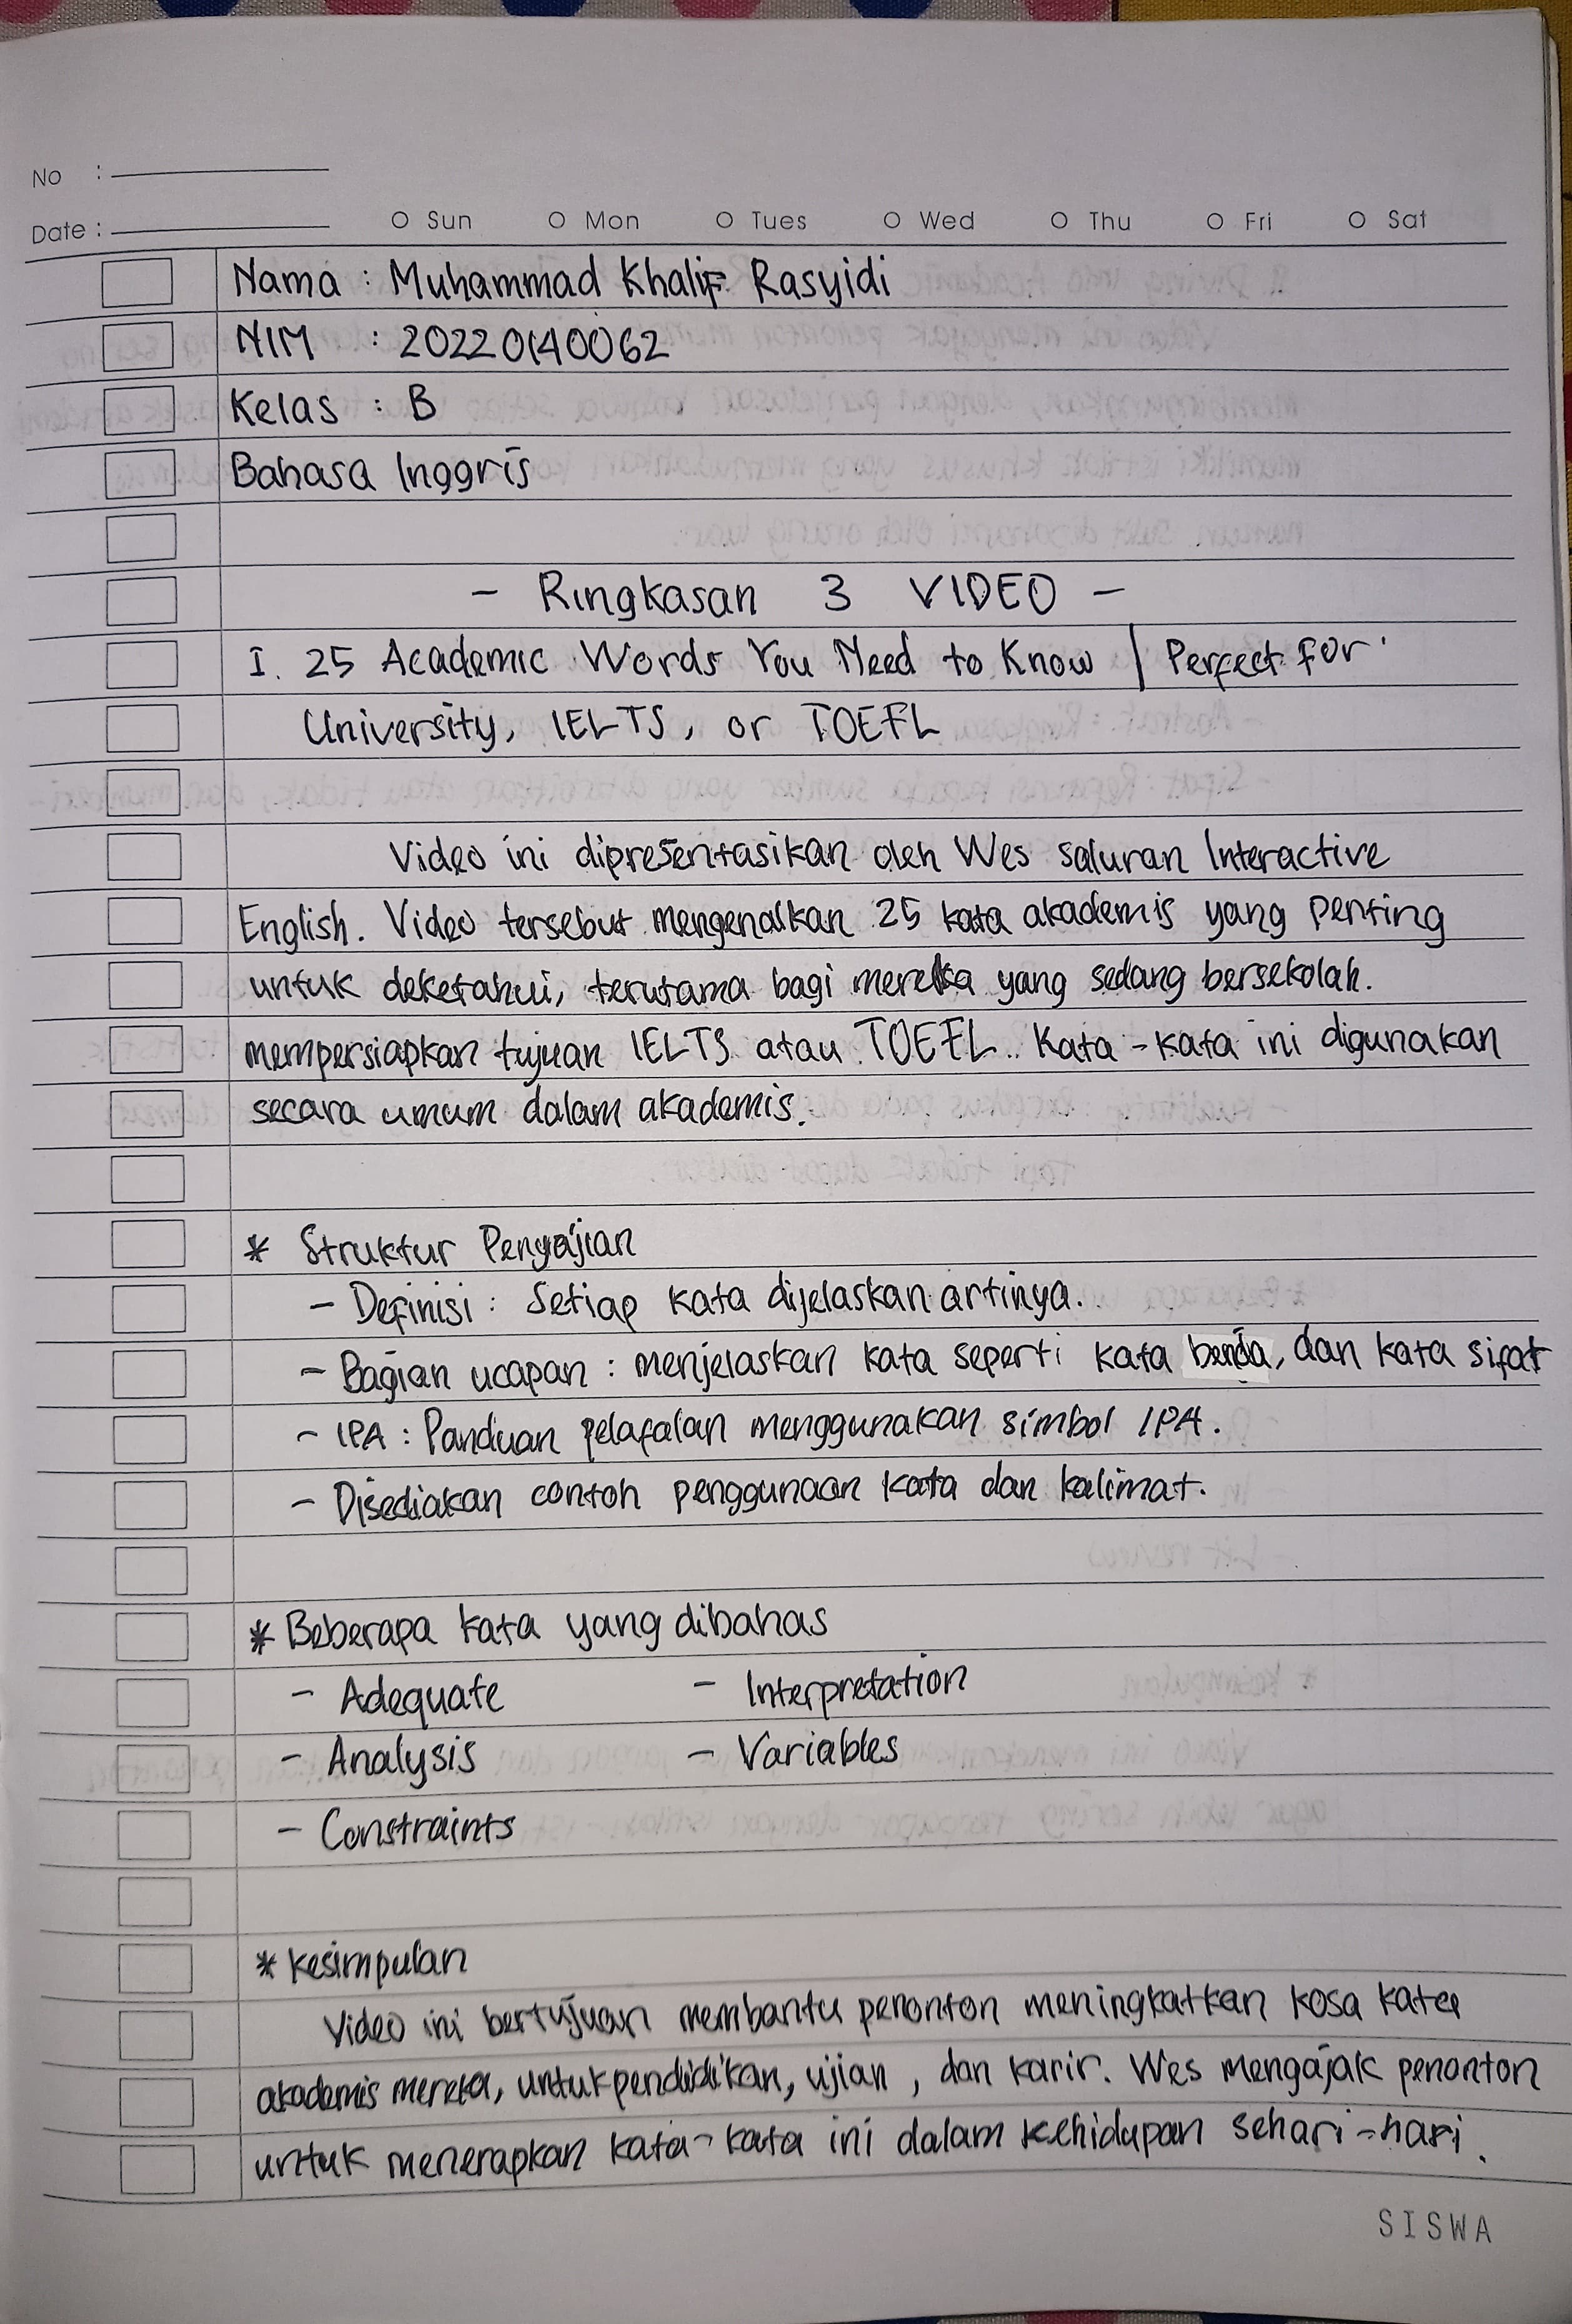 No :
Date : Sun Mon Tues Wed Thu Fri Sat
Nama : Muhammad Khalif Rasyidi
NIM : 20220140062
Kelas : B
Bahasa Inggris
- Ringkasan 3 VIDEO -
I. 25 Academic Words You Need to Know | Perfect for
University, IELTS, or TOEFL
Video ini dipresentasikan oleh Wes saluran Interactive
English. Video tersebut mengenalkan 25 kata akademis yang penting
untuk deketahui, terutama bagi mereka yang sedang bersekolah.
mempersiapkan tujuan IELTS atau TOEFL. Kata-kata ini digunakan
secara umum dalam akademis.
* Struktur Penyajian
- Definisi : Setiap kata dijelaskan artinya.
- Bagian ucapan : menjelaskan kata seperti kata benda, dan kata sifat
- IPA : Panduan pelafalan menggunakan simbol IPA.
- Disediakan contoh penggunaan kata dan kalimat.
* Beberapa kata yang dibahas
- Adequate - Interpretation
- Analysis - Variables
- Constraints
* Kesimpulan
Video ini bertujuan membantu penonton meningkatkan kosa kata
akademis mereka, untuk pendidikan, ujian, dan karir. Wes mengajak penonton
untuk menerapkan kata-kata ini dalam kehidupan sehari-hari.
SISWA